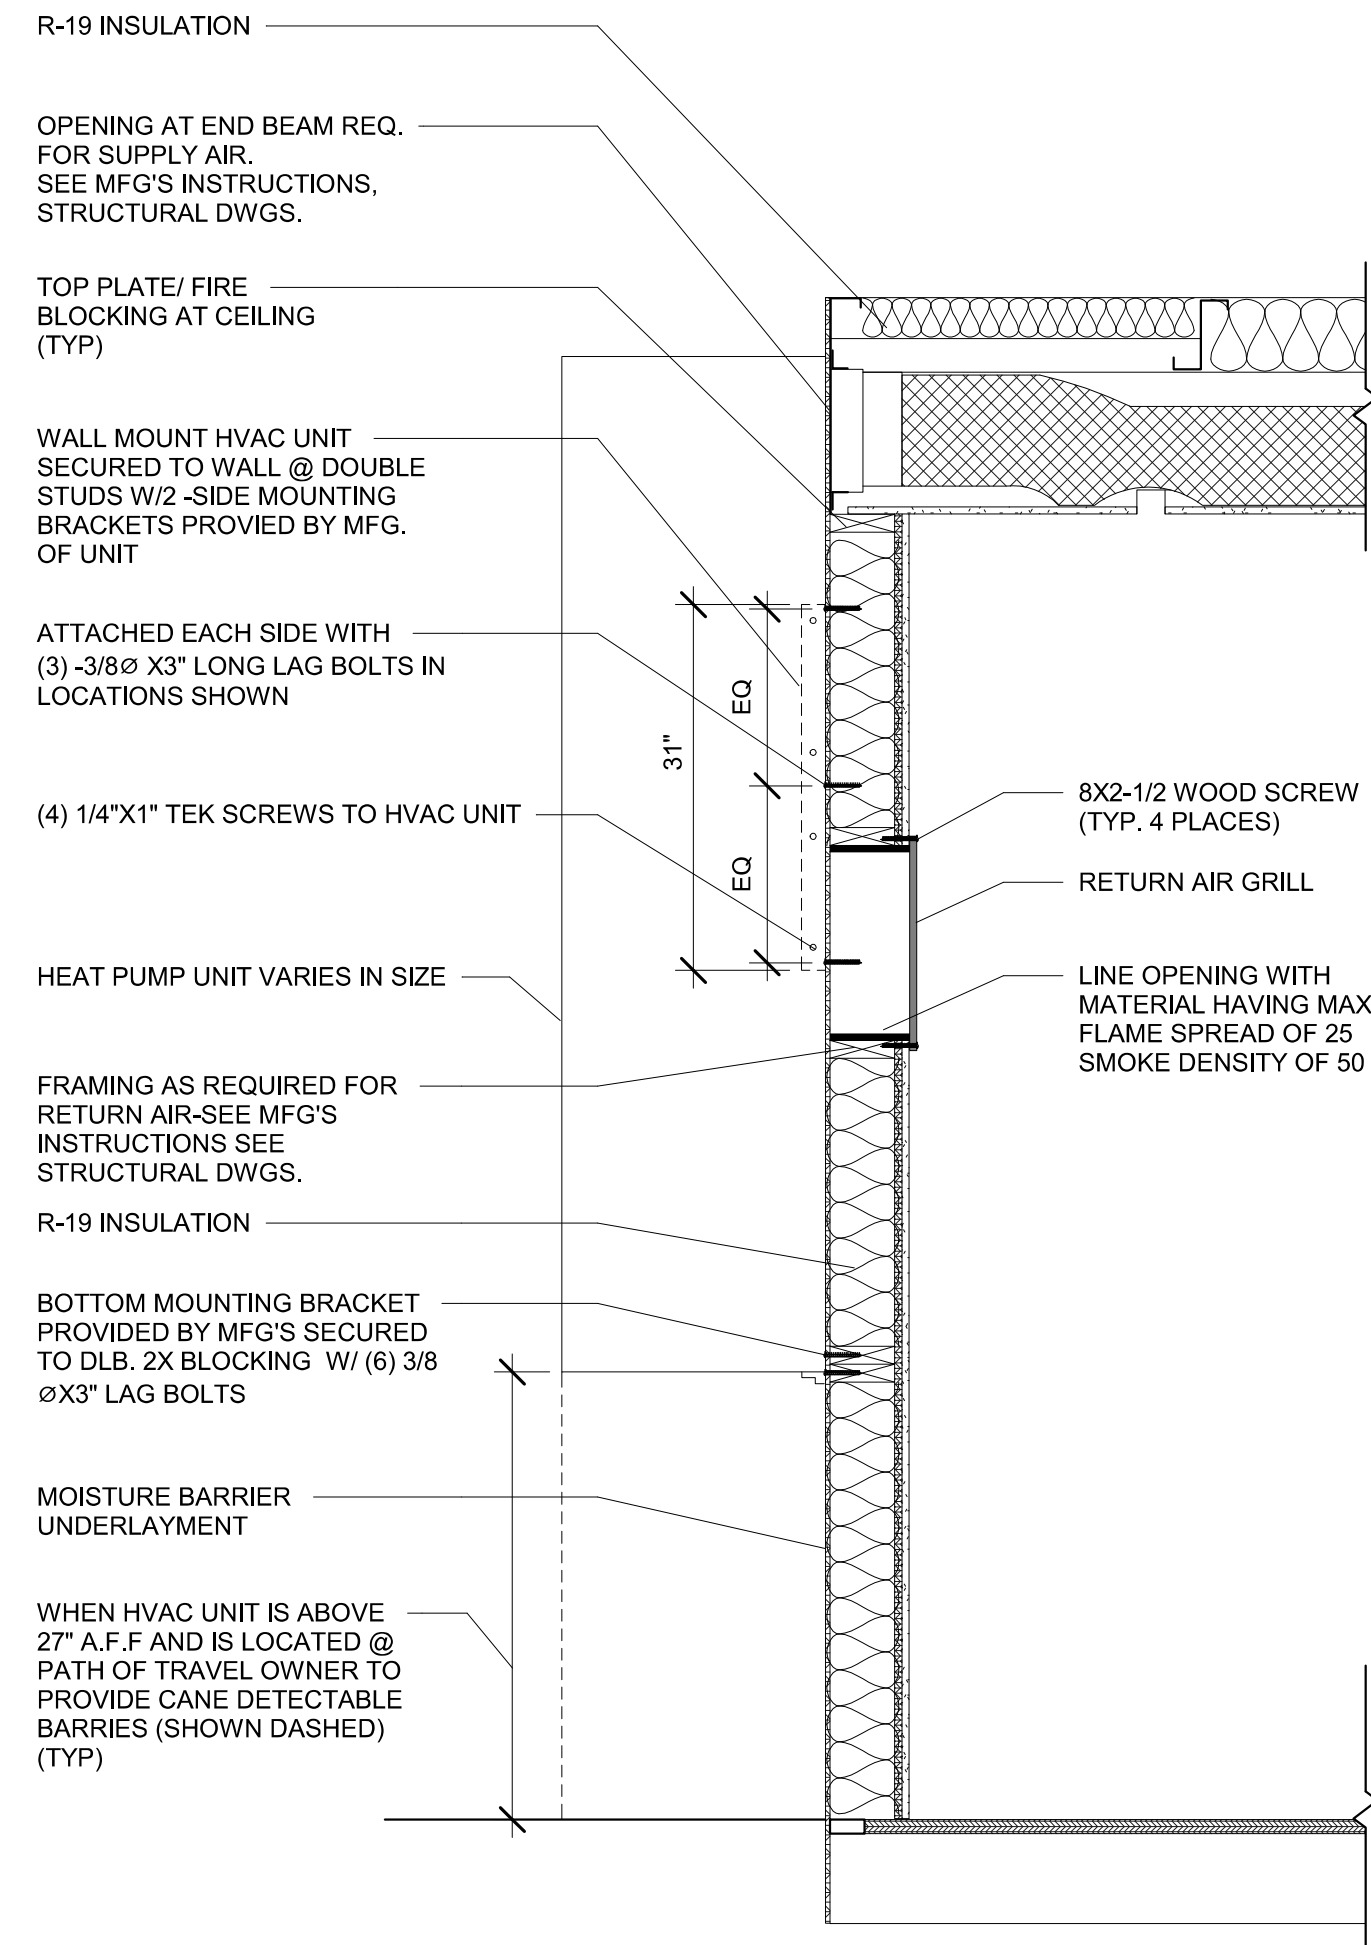 R-19 INSULATION
OPENING AT END BEAM REQ.
FOR SUPPLY AIR.
SEE MFG'S INSTRUCTIONS,
STRUCTURAL DWGS.
TOP PLATE/ FIRE
BLOCKING AT CEILING
(TYP)
WALL MOUNT HVAC UNIT
SECURED TO WALL @ DOUBLE
STUDS W/2 -SIDE MOUNTING
BRACKETS PROVIED BY MFG.
OF UNIT
ATTACHED EACH SIDE WITH
(3) -3/8Ø X3" LONG LAG BOLTS IN
LOCATIONS SHOWN
(4) 1/4"X1" TEK SCREWS TO HVAC UNIT
HEAT PUMP UNIT VARIES IN SIZE
FRAMING AS REQUIRED FOR
RETURN AIR-SEE MFG'S
INSTRUCTIONS SEE
STRUCTURAL DWGS.
R-19 INSULATION
BOTTOM MOUNTING BRACKET
PROVIDED BY MFG'S SECURED
TO DLB. 2X BLOCKING W/ (6) 3/8
ØX3" LAG BOLTS
MOISTURE BARRIER
UNDERLAYMENT
WHEN HVAC UNIT IS ABOVE
27" A.F.F AND IS LOCATED @
PATH OF TRAVEL OWNER TO
PROVIDE CANE DETECTABLE
BARRIES (SHOWN DASHED)
(TYP)
31"
EQ
EQ
8X2-1/2 WOOD SCREW
(TYP. 4 PLACES)
RETURN AIR GRILL
LINE OPENING WITH
MATERIAL HAVING MAX
FLAME SPREAD OF 25
SMOKE DENSITY OF 50